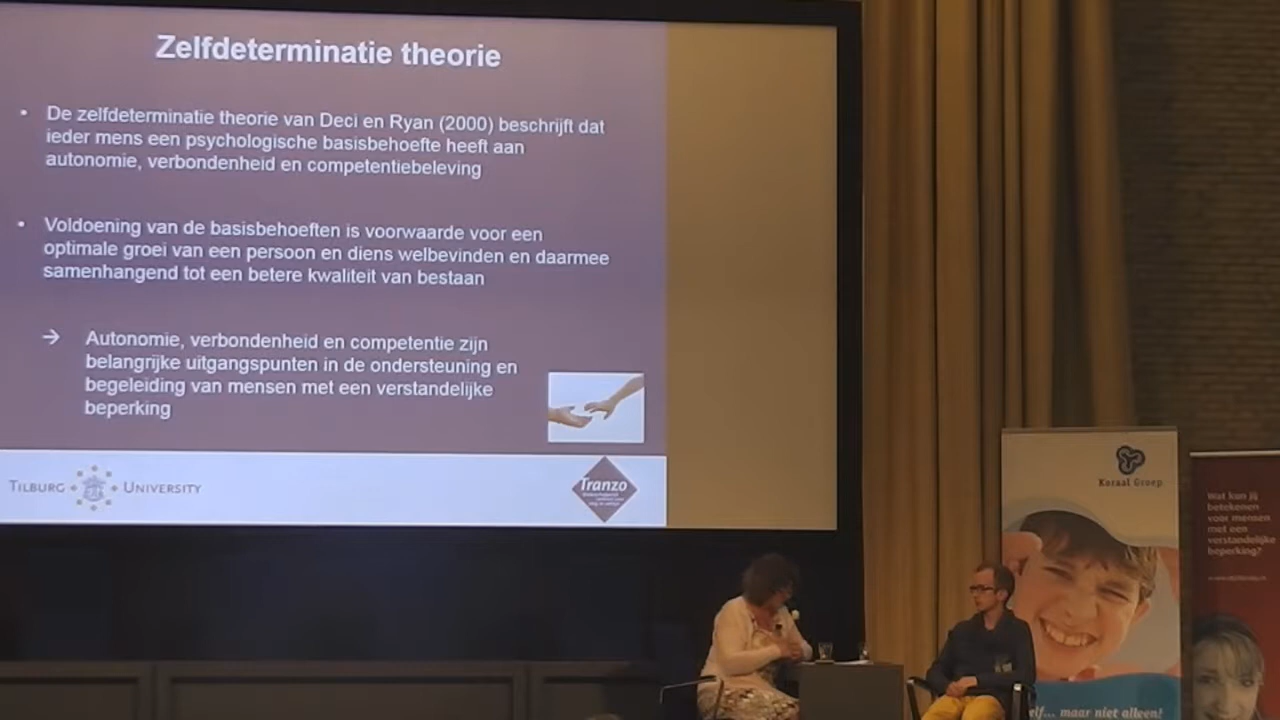 Zelfdeterminatie theorie
• De zelfdeterminatie theorie van Deci en Ryan (2000) beschrijft dat
ieder mens een psychologische basisbehoefte heeft aan
autonomie, verbondenheid en competentiebeleving
• Voldoening van de basisbehoeften is voorwaarde voor een
optimale groei van een persoon en diens welbevinden en daarmee
samenhangend tot een betere kwaliteit van bestaan
→ Autonomie, verbondenheid en competentie zijn
belangrijke uitgangspunten in de ondersteuning en
begeleiding van mensen met een verstandelijke
beperking
TILBURG UNIVERSITY
Tranzo
Koraal Groep
elf... maar niet alleen!
Wat kun jij
betekenen
voor mensen
met een
verstandelijke
beperking?